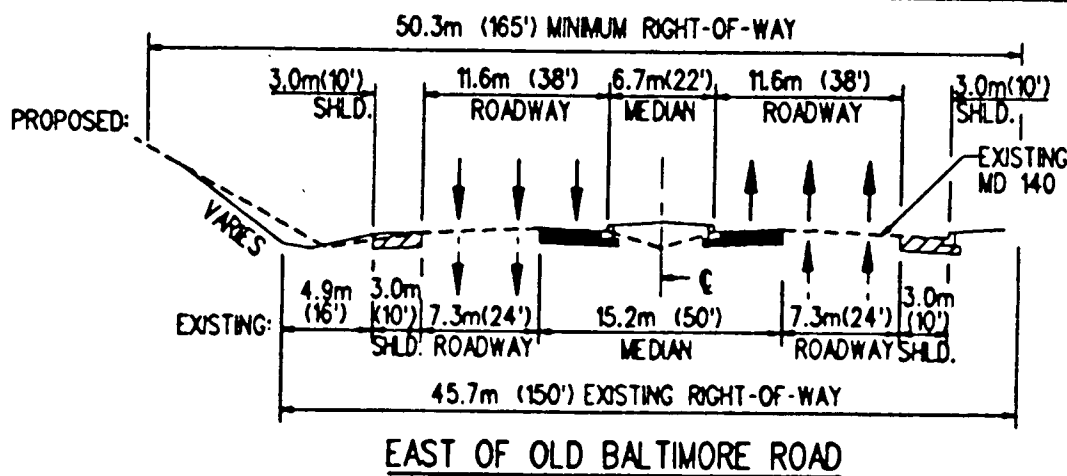 50.3m (165') MINIMUM RIGHT-OF-WAY
3.0m(10') 11.6m (38') 6.7m(22') 11.6m (38') 3.0m(10')
SHLD. ROADWAY MEDIAN ROADWAY SHLD.
PROPOSED:
EXISTING
MD 140
VARIES
℄
4.9m 3.0m 3.0m
(16') (10') 7.3m(24') 15.2m (50') 7.3m(24') (10')
EXISTING: SHLD. ROADWAY MEDIAN ROADWAY SHLD.
45.7m (150') EXISTING RIGHT-OF-WAY
EAST OF OLD BALTIMORE ROAD